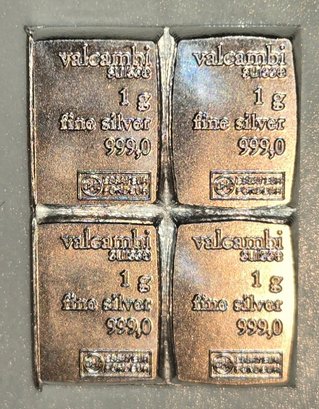 valcambi
suisse
1 g
fine silver
999,0
valcambi
suisse
1 g
fine silver
999,0
valcambi
suisse
1 g
fine silver
999,0
valcambi
suisse
1 g
fine silver
999,0